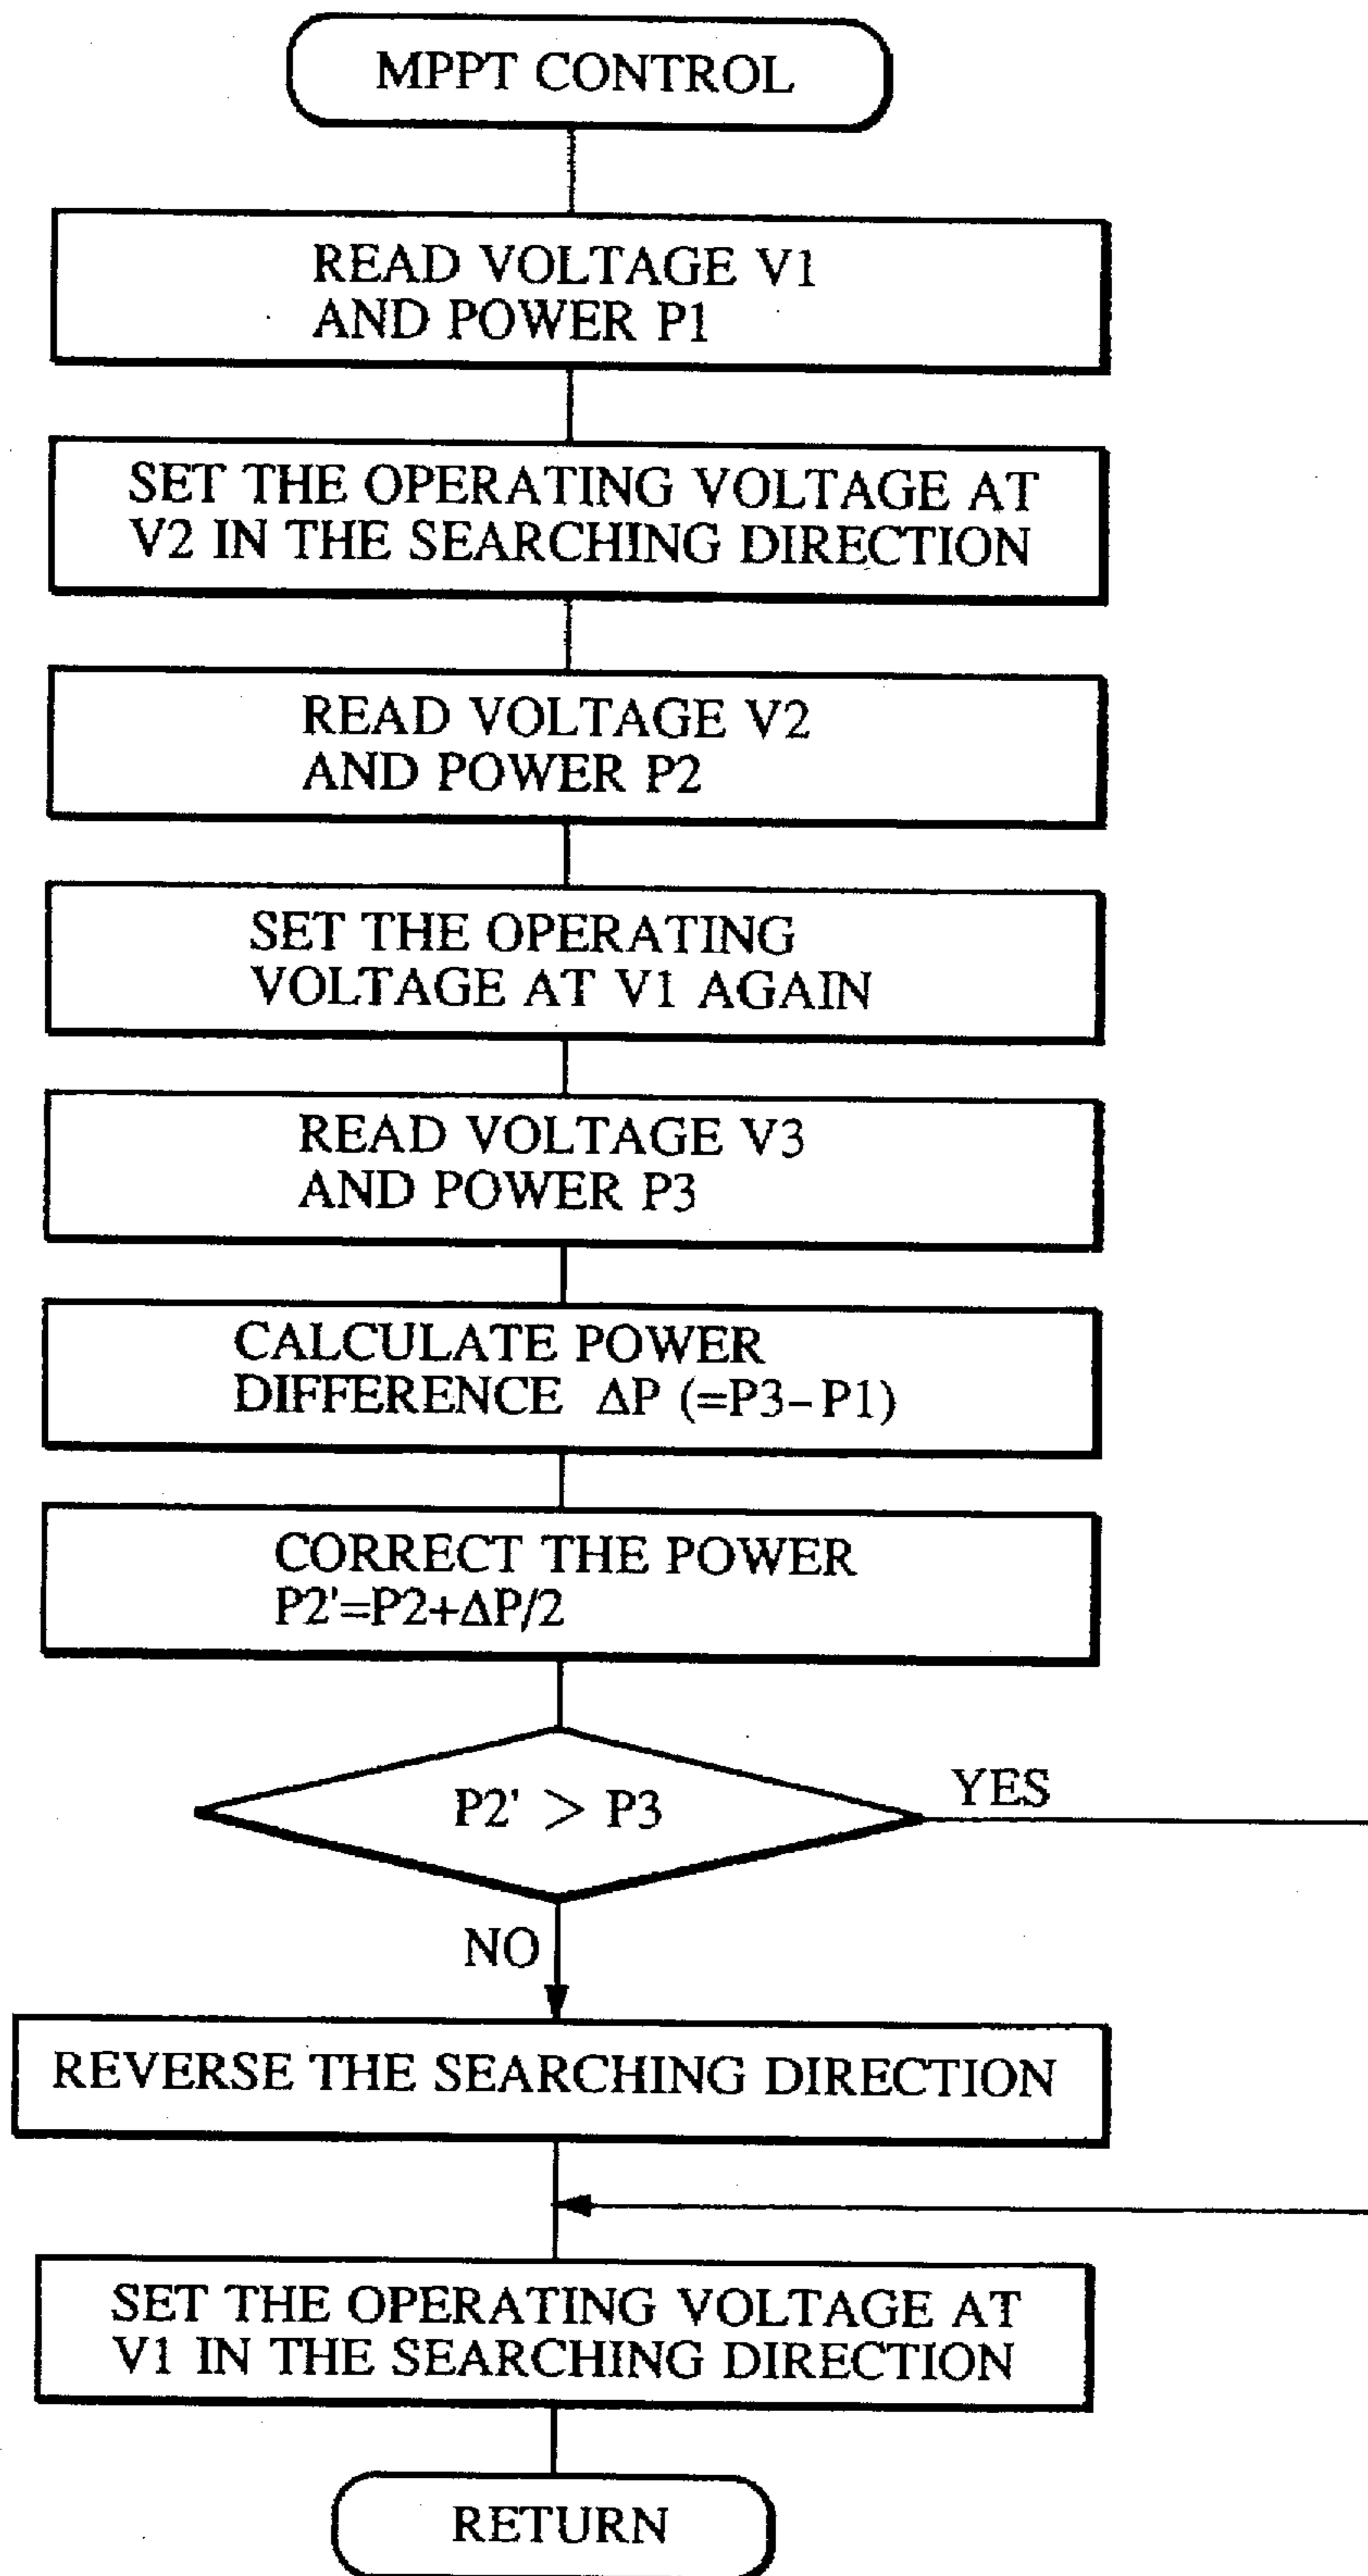 MPPT CONTROL
READ VOLTAGE V1
AND POWER P1
SET THE OPERATING VOLTAGE AT
V2 IN THE SEARCHING DIRECTION
READ VOLTAGE V2
AND POWER P2
SET THE OPERATING
VOLTAGE AT V1 AGAIN
READ VOLTAGE V3
AND POWER P3
CALCULATE POWER
DIFFERENCE ΔP (=P3-P1)
CORRECT THE POWER
P2'=P2+ΔP/2
P2' > P3
YES
NO
REVERSE THE SEARCHING DIRECTION
SET THE OPERATING VOLTAGE AT
V1 IN THE SEARCHING DIRECTION
RETURN